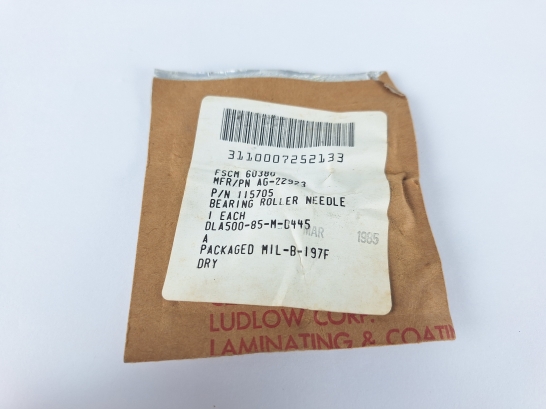 3110007252133
FSCM 60380
MFR/PN AG-22923
P/N 115705
BEARING ROLLER NEEDLE
1 EACH
DLA500-85-M-D445
MAR 1985
A
PACKAGED MIL-B-197F
DRY
LUDLOW CORP.
LAMINATING & COATIN